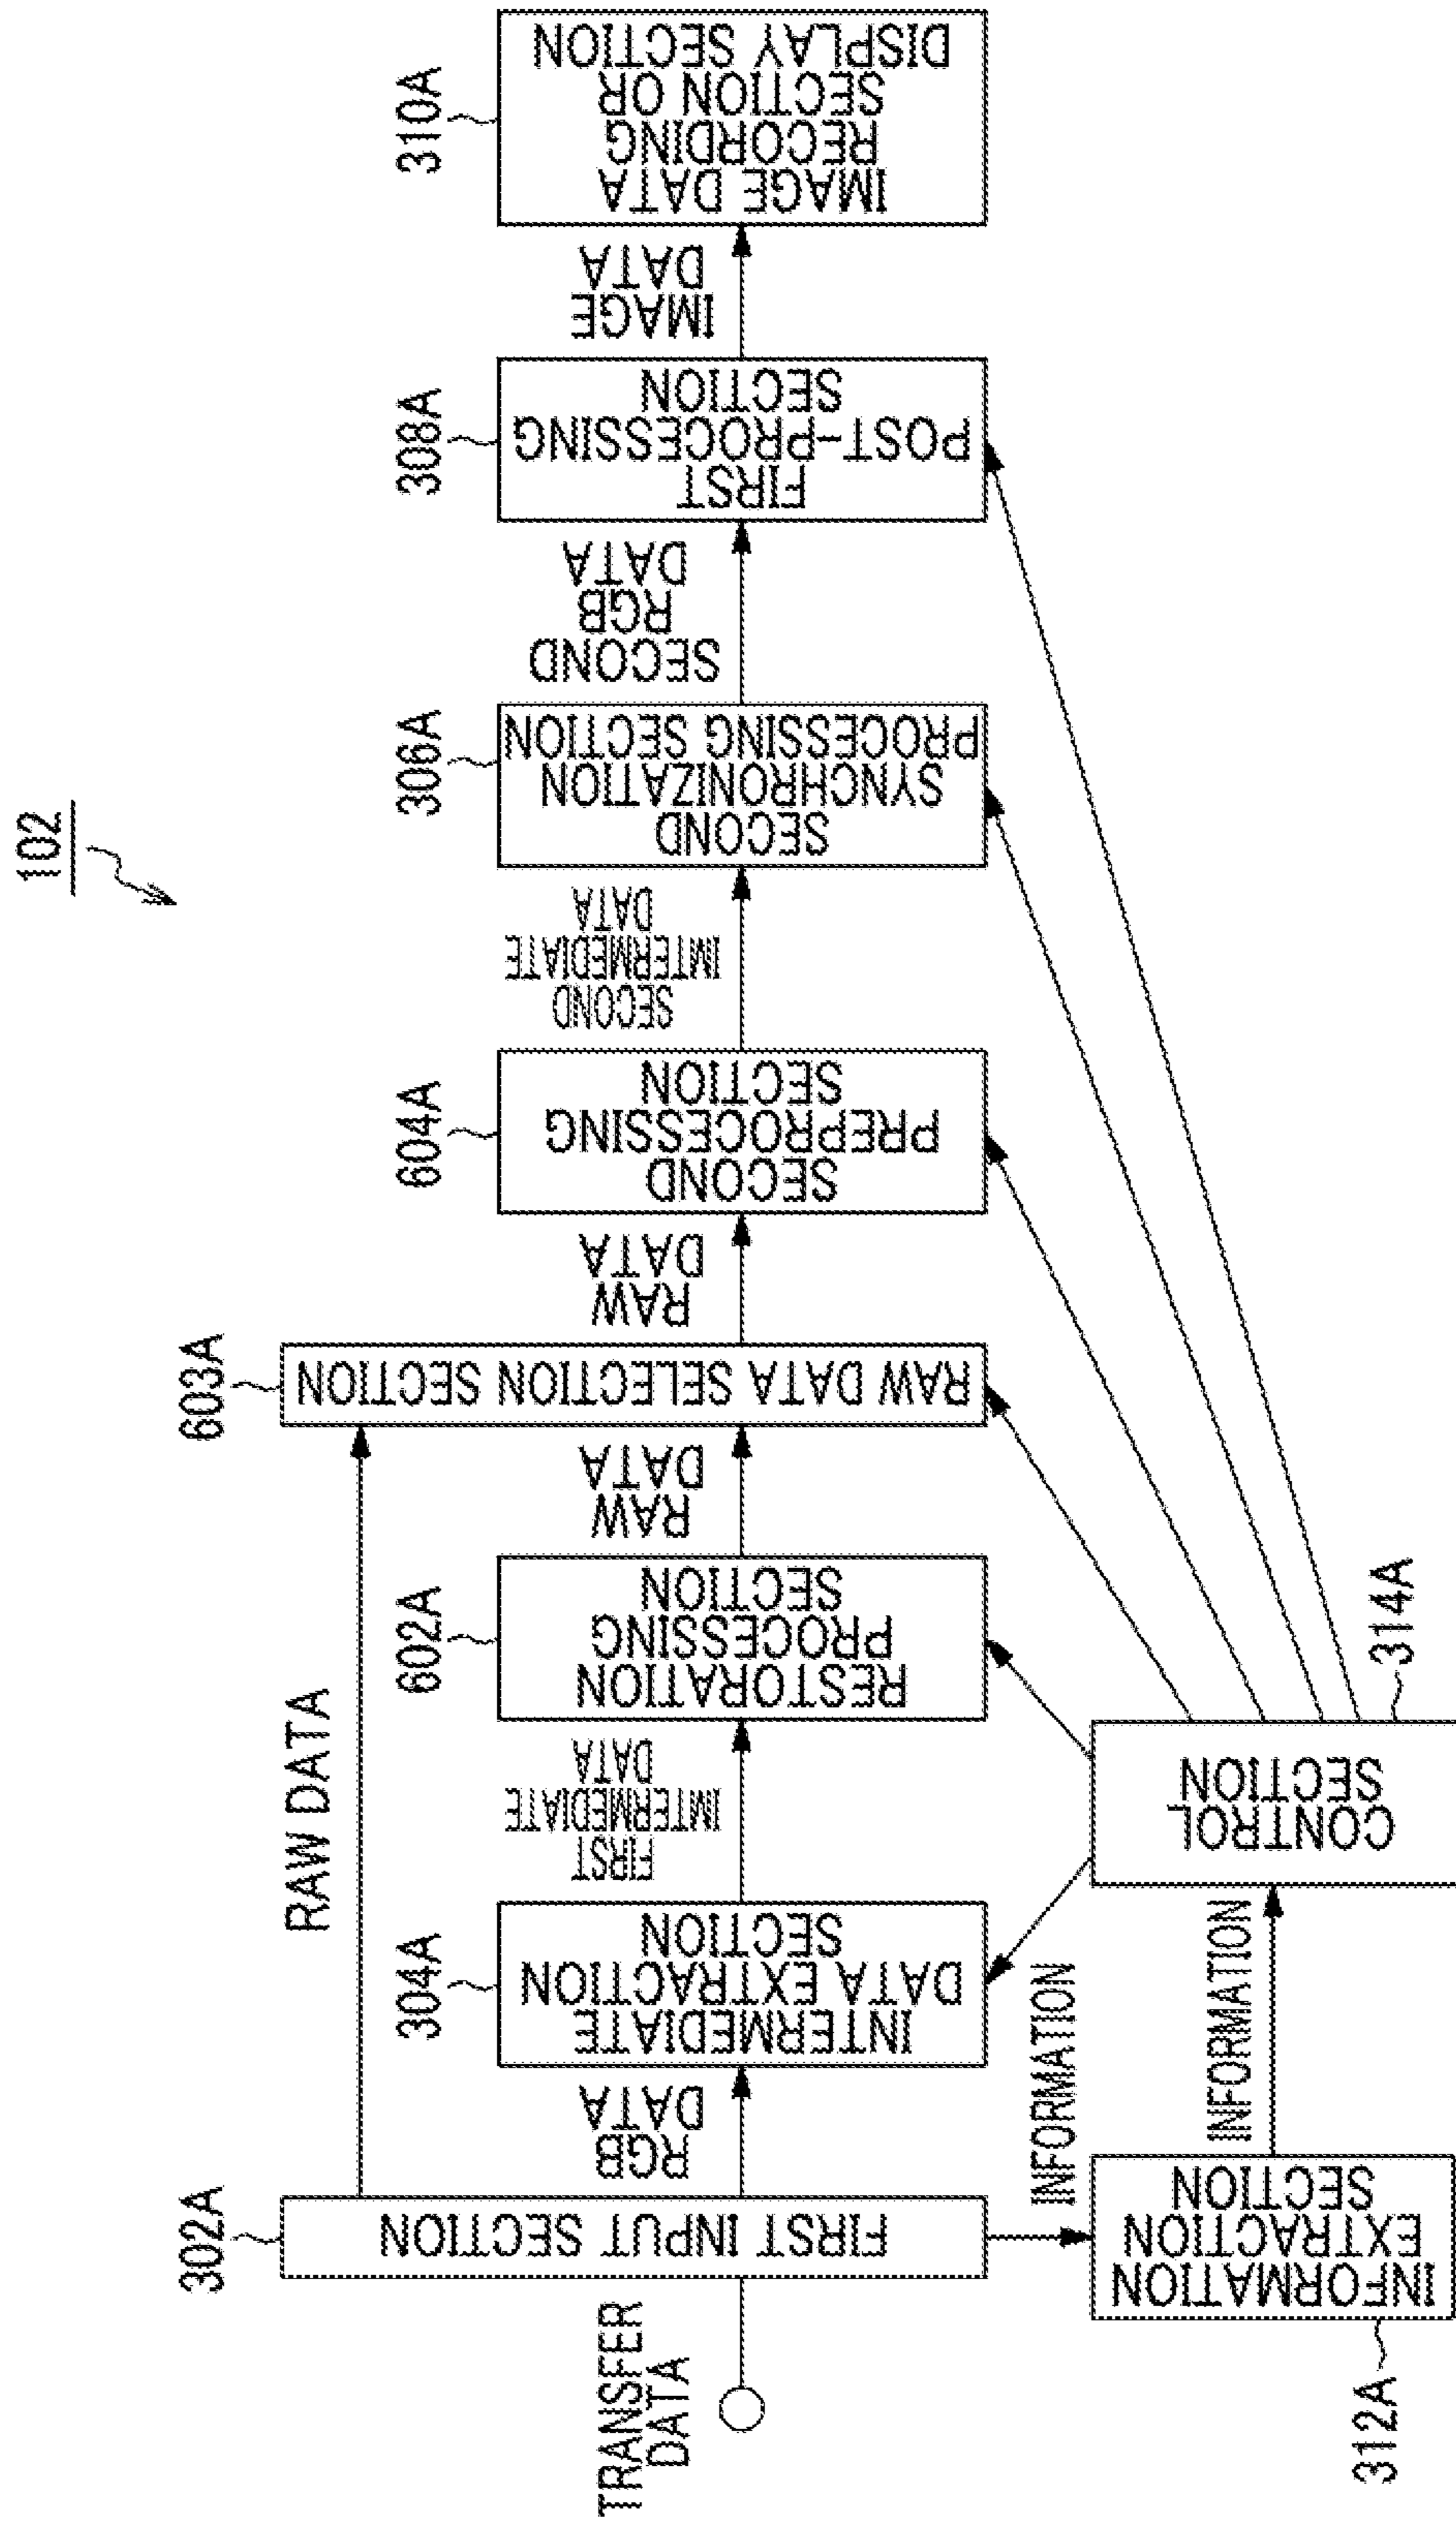 102
302A
603A
RAW DATA
304A
602A
604A
306A
308A
310A
TRANSFER
DATA
FIRST INPUT SECTION
RGB
DATA
INTERMEDIATE
DATA EXTRACTION
SECTION
FIRST
IMTERMEDIATE
DATA
RESTORATION
PROCESSING
SECTION
RAW
DATA
RAW DATA SELECTION SECTION
RAW
DATA
SECOND
PREPROCESSING
SECTION
SECOND
IMTERMEDIATE
DATA
SECOND
SYNCHRONIZATION
PROCESSING SECTION
SECOND
RGB
DATA
FIRST
POST-PROCESSING
SECTION
IMAGE
DATA
IMAGE DATA
RECORDING
SECTION OR
DISPLAY SECTION
INFORMATION
INFORMATION
EXTRACTION
SECTION
INFORMATION
CONTROL
SECTION
312A
314A